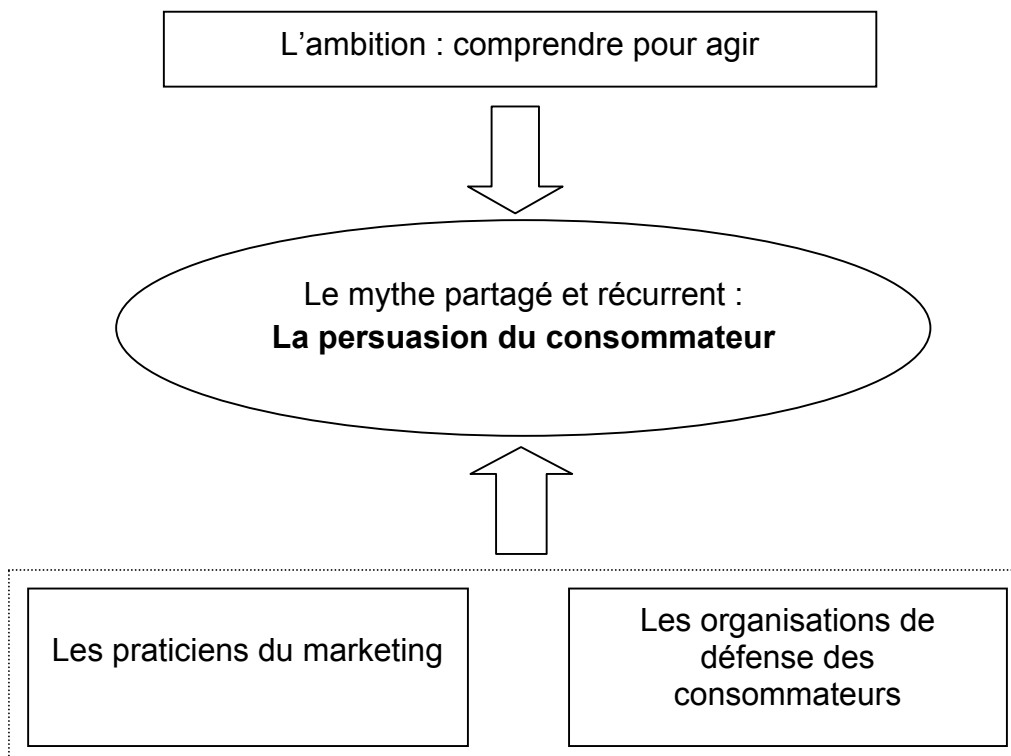 L’ambition : comprendre pour agir
Le mythe partagé et récurrent :
La persuasion du consommateur
Les praticiens du marketing
Les organisations de
défense des
consommateurs